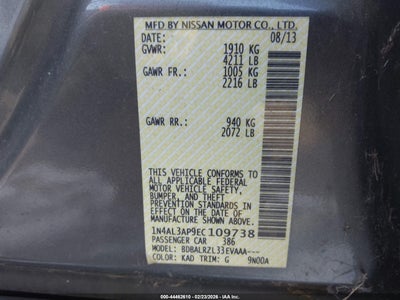 MFD BY NISSAN MOTOR CO., LTD.
DATE: 08/13
GVWR: 1910 KG
4211 LB
GAWR FR.: 1005 KG
2216 LB
GAWR RR.: 940 KG
2072 LB
THIS VEHICLE CONFORMS TO
ALL APPLICABLE FEDERAL
MOTOR VEHICLE SAFETY,
BUMPER, AND THEFT
PREVENTION STANDARDS IN
EFFECT ON THE DATE OF
MANUFACTURE SHOWN ABOVE.
1N4AL3AP9EC109738
PASSENGER CAR 386
MODEL: BDBALRZL33EVAAA---
COLOR: KAD TRIM: G 9N00A
000-44462610 - 02/23/2026 - IAAI